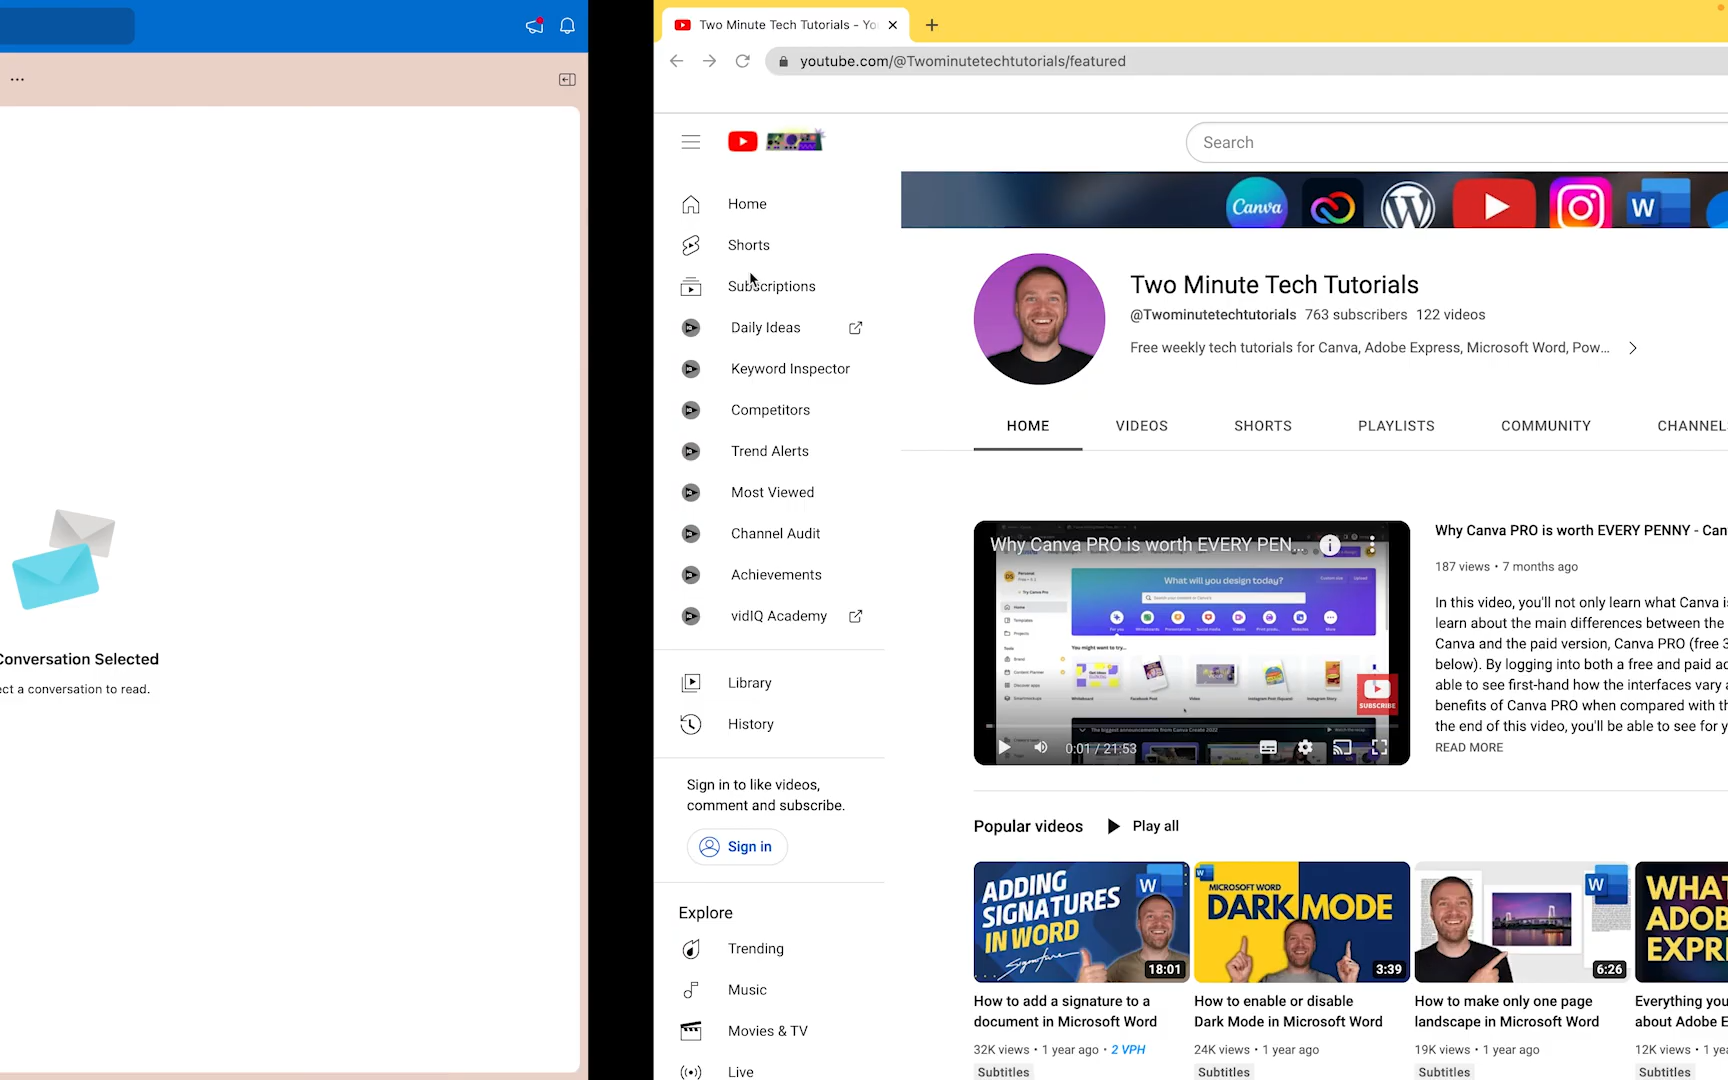 Conversation Selected
ect a conversation to read.
Two Minute Tech Tutorials - Yo
youtube.com/@Twominutetechtutorials/featured
Search
Home
Shorts
Subscriptions
Daily Ideas
Keyword Inspector
Competitors
Trend Alerts
Most Viewed
Channel Audit
Achievements
vidIQ Academy
Library
History
Sign in to like videos,
comment and subscribe.
Sign in
Explore
Trending
Music
Movies & TV
Live
Canva
W
Two Minute Tech Tutorials
@Twominutetechtutorials 763 subscribers 122 videos
Free weekly tech tutorials for Canva, Adobe Express, Microsoft Word, Pow...
HOME
VIDEOS
SHORTS
PLAYLISTS
COMMUNITY
CHANNELS
Why Canva PRO is worth EVERY PEN...
What will you design today?
You might want to try...
SUBSCRIBE
0:01 / 21:53
Why Canva PRO is worth EVERY PENNY - Can
187 views • 7 months ago
In this video, you'll not only learn what Canva is
learn about the main differences between the
Canva and the paid version, Canva PRO (free 3
below). By logging into both a free and paid ac
able to see first-hand how the interfaces vary a
benefits of Canva PRO when compared with th
the end of this video, you'll be able to see for y
READ MORE
Popular videos
Play all
ADDING
SIGNATURES
IN WORD
W
18:01
How to add a signature to a
document in Microsoft Word
32K views • 1 year ago • 2 VPH
Subtitles
W
MICROSOFT WORD
DARK MODE
3:39
How to enable or disable
Dark Mode in Microsoft Word
24K views • 1 year ago
Subtitles
W
6:26
How to make only one page
landscape in Microsoft Word
19K views • 1 year ago
Subtitles
WHAT
ADOB
EXPR
Everything you
about Adobe E
12K views • 1 yea
Subtitles